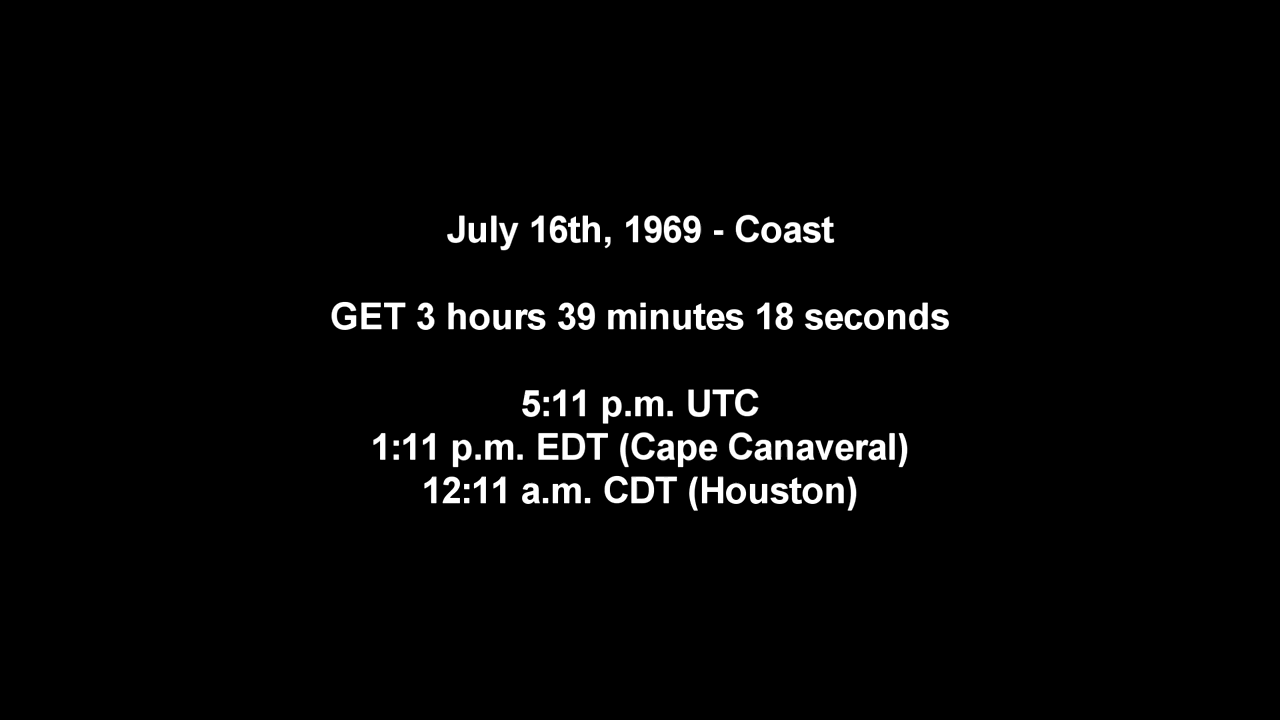 July 16th, 1969 - Coast
GET 3 hours 39 minutes 18 seconds
5:11 p.m. UTC
1:11 p.m. EDT (Cape Canaveral)
12:11 a.m. CDT (Houston)